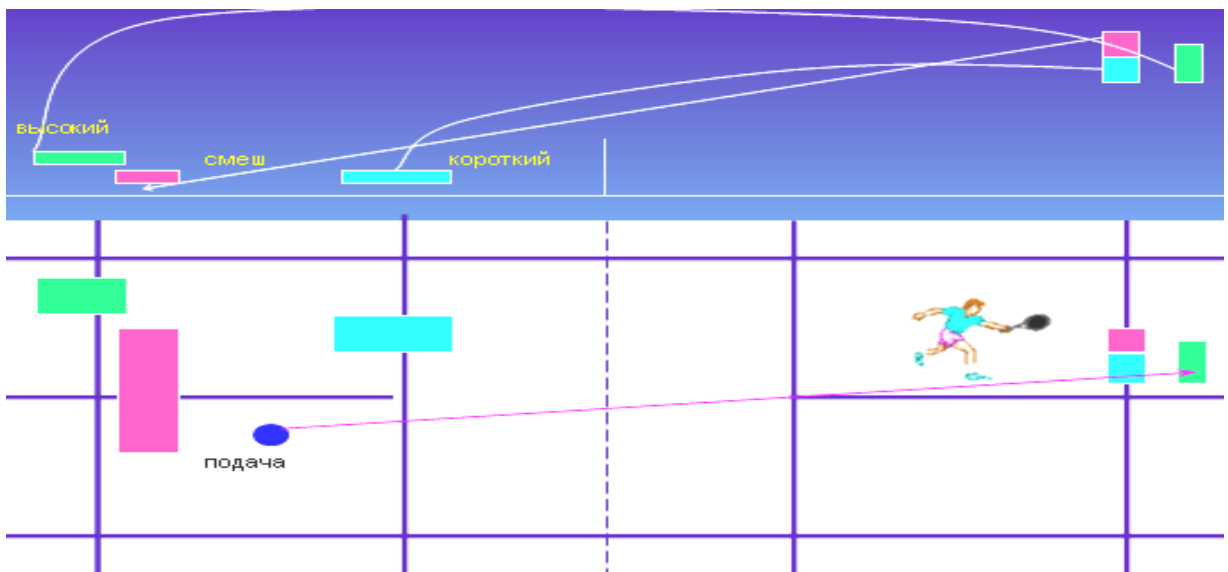 высокий
смеш
короткий
подача